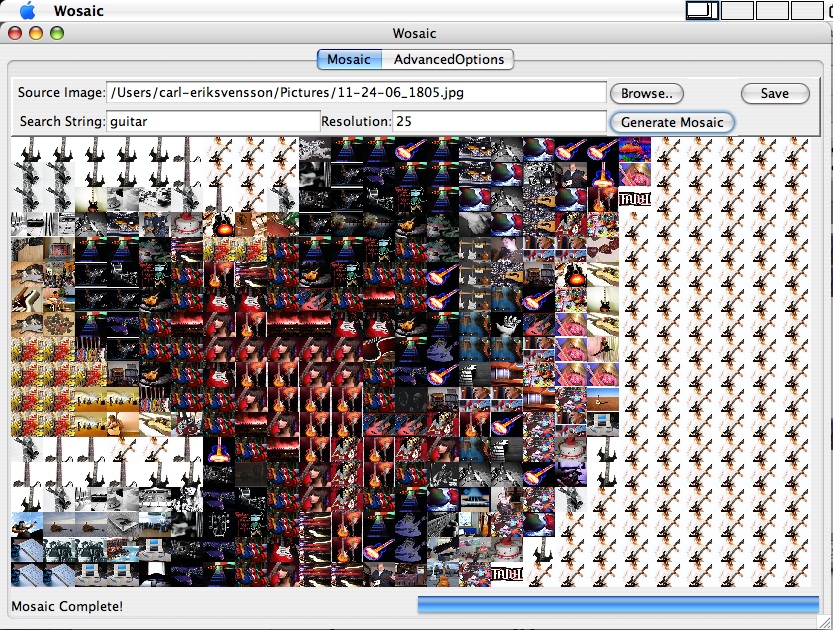 Wosaic
Wosaic
Mosaic
AdvancedOptions
Source Image: /Users/carl-eriksvensson/Pictures/11-24-06_1805.jpg
Browse..
Save
Search String: guitar
Resolution: 25
Generate Mosaic
Mosaic Complete!